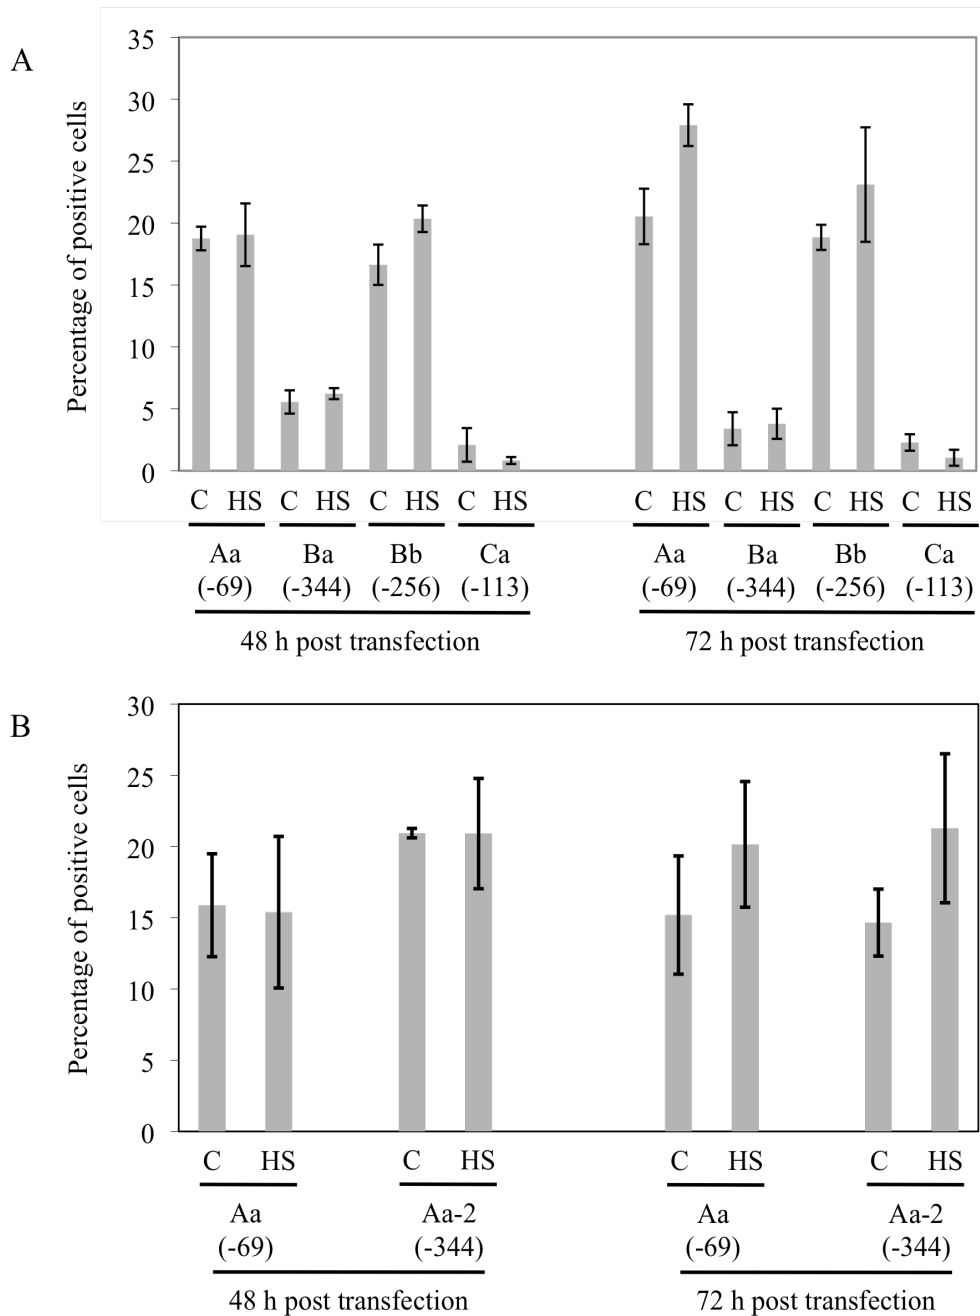 A
Percentage of positive cells
35
30
25
20
15
10
5
0
C HS C HS C HS C HS C HS C HS C HS C HS
Aa Ba Bb Ca Aa Ba Bb Ca
(-69) (-344) (-256) (-113) (-69) (-344) (-256) (-113)
48 h post transfection 72 h post transfection
B
Percentage of positive cells
30
25
20
15
10
5
0
C HS C HS C HS C HS
Aa Aa-2 Aa Aa-2
(-69) (-344) (-69) (-344)
48 h post transfection 72 h post transfection